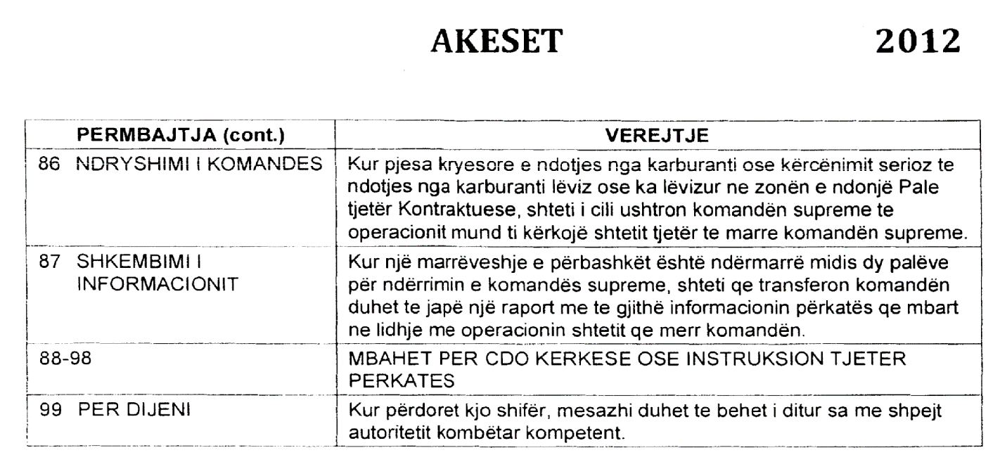 AKESET 2012
PERMBAJTJA (cont.) VEREJTJE
86 NDRYSHIMI I KOMANDES
Kur pjesa kryesore e ndotjes nga karburanti ose kërcënimit serioz te
ndotjes nga karburanti lëviz ose ka lëvizur ne zonën e ndonjë Pale
tjetër Kontraktuese, shteti i cili ushtron komandën supreme te
operacionit mund ti kërkojë shtetit tjetër te marre komandën supreme.
87 SHKEMBIMI I
INFORMACIONIT
Kur një marrëveshje e përbashkët është ndërmarrë midis dy palëve
për ndërrimin e komandës supreme, shteti qe transferon komandën
duhet te japë një raport me te gjithë informacionin përkatës qe mbart
ne lidhje me operacionin shtetit qe merr komandën.
88-98
MBAHET PER CDO KERKESE OSE INSTRUKSION TJETER
PERKATES
99 PER DIJENI
Kur përdoret kjo shifër, mesazhi duhet te behet i ditur sa me shpejt
autoritetit kombëtar kompetent.